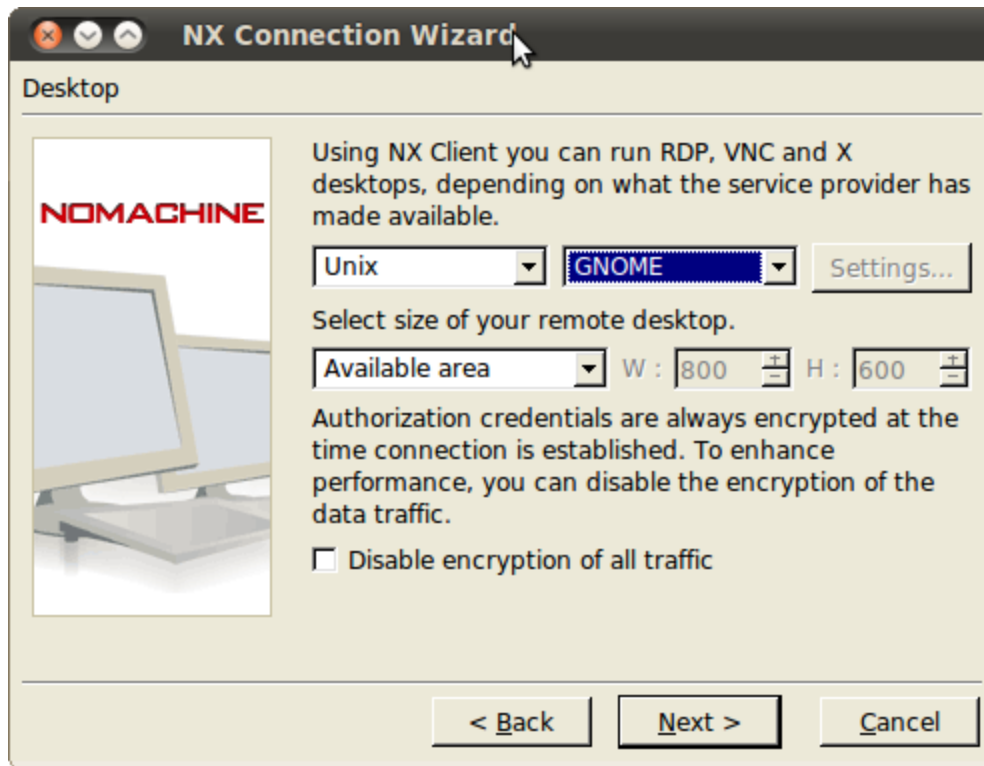 NX Connection Wizard
Desktop
NOMACHINE
Using NX Client you can run RDP, VNC and X
desktops, depending on what the service provider has
made available.
Unix GNOME Settings...
Select size of your remote desktop.
Available area W : 800 H : 600
Authorization credentials are always encrypted at the
time connection is established. To enhance
performance, you can disable the encryption of the
data traffic.
Disable encryption of all traffic
< Back Next > Cancel